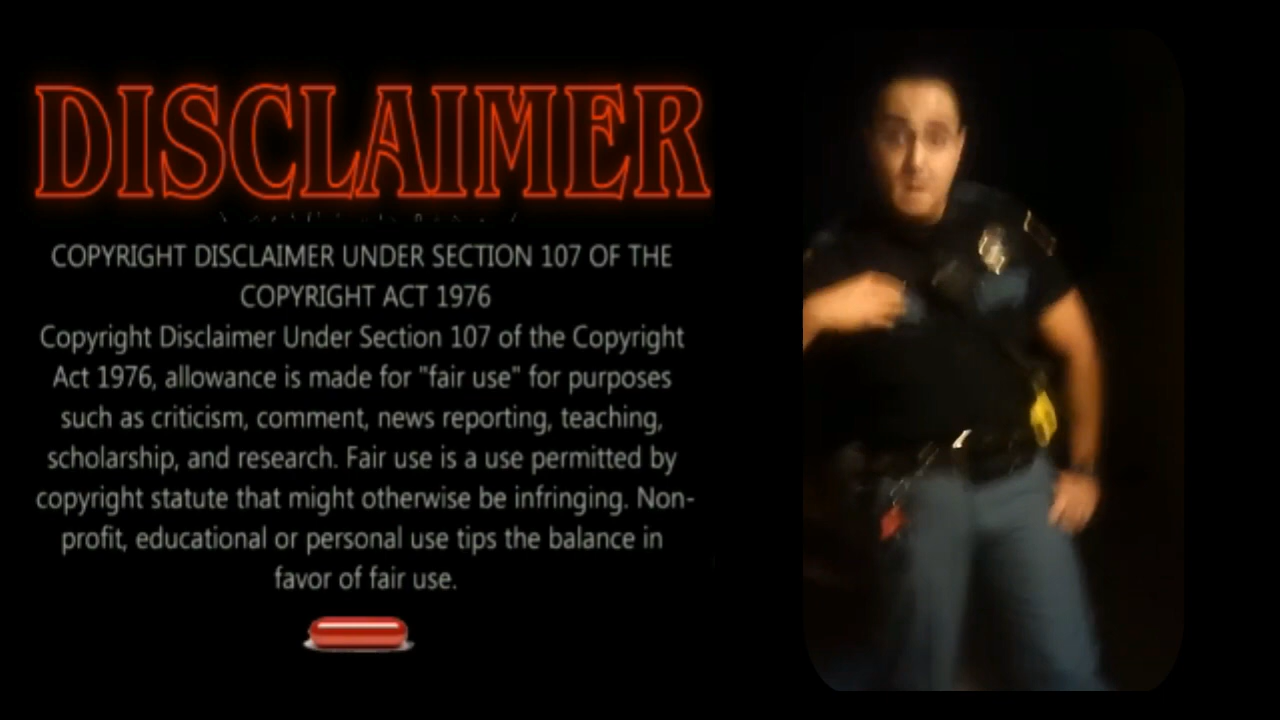 DISCLAIMER
COPYRIGHT DISCLAIMER UNDER SECTION 107 OF THE
COPYRIGHT ACT 1976
Copyright Disclaimer Under Section 107 of the Copyright
Act 1976, allowance is made for "fair use" for purposes
such as criticism, comment, news reporting, teaching,
scholarship, and research. Fair use is a use permitted by
copyright statute that might otherwise be infringing. Non-
profit, educational or personal use tips the balance in
favor of fair use.